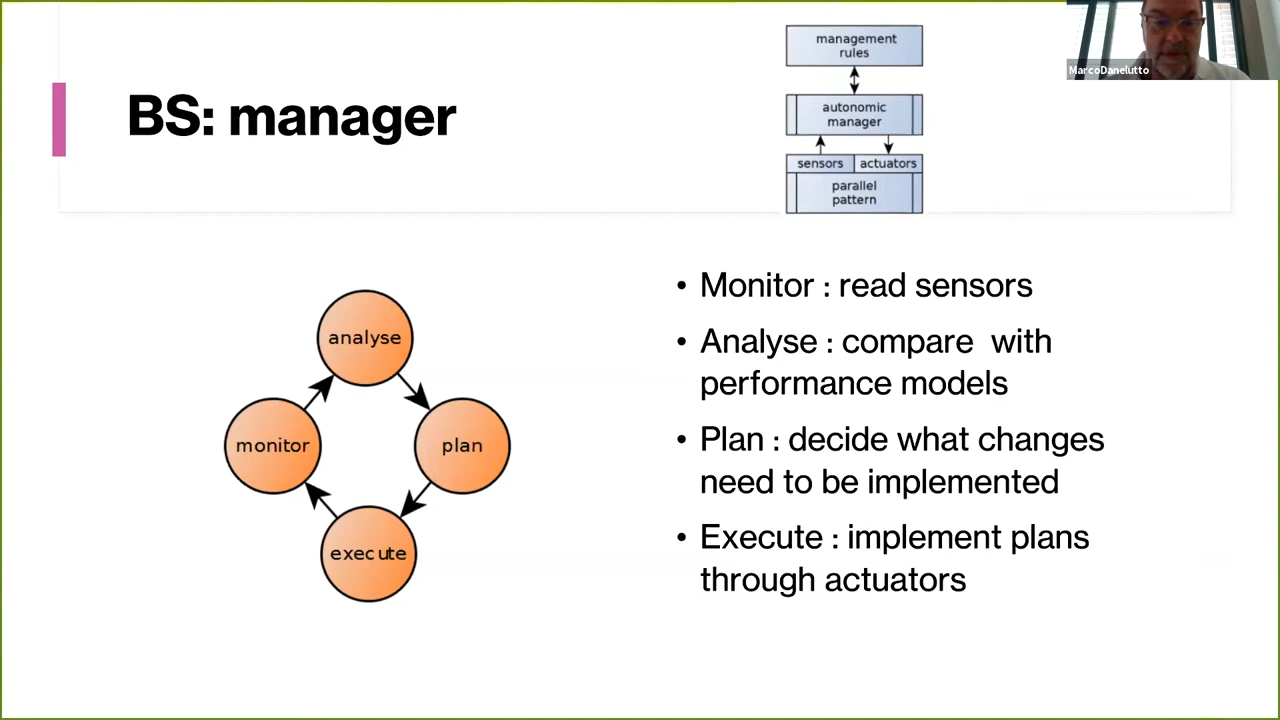 management
rules
MarcoDanelutto
BS: manager
autonomic
manager
sensors
actuators
parallel
pattern
analyse
monitor
plan
execute
• Monitor : read sensors
• Analyse : compare with
performance models
• Plan : decide what changes
need to be implemented
• Execute : implement plans
through actuators